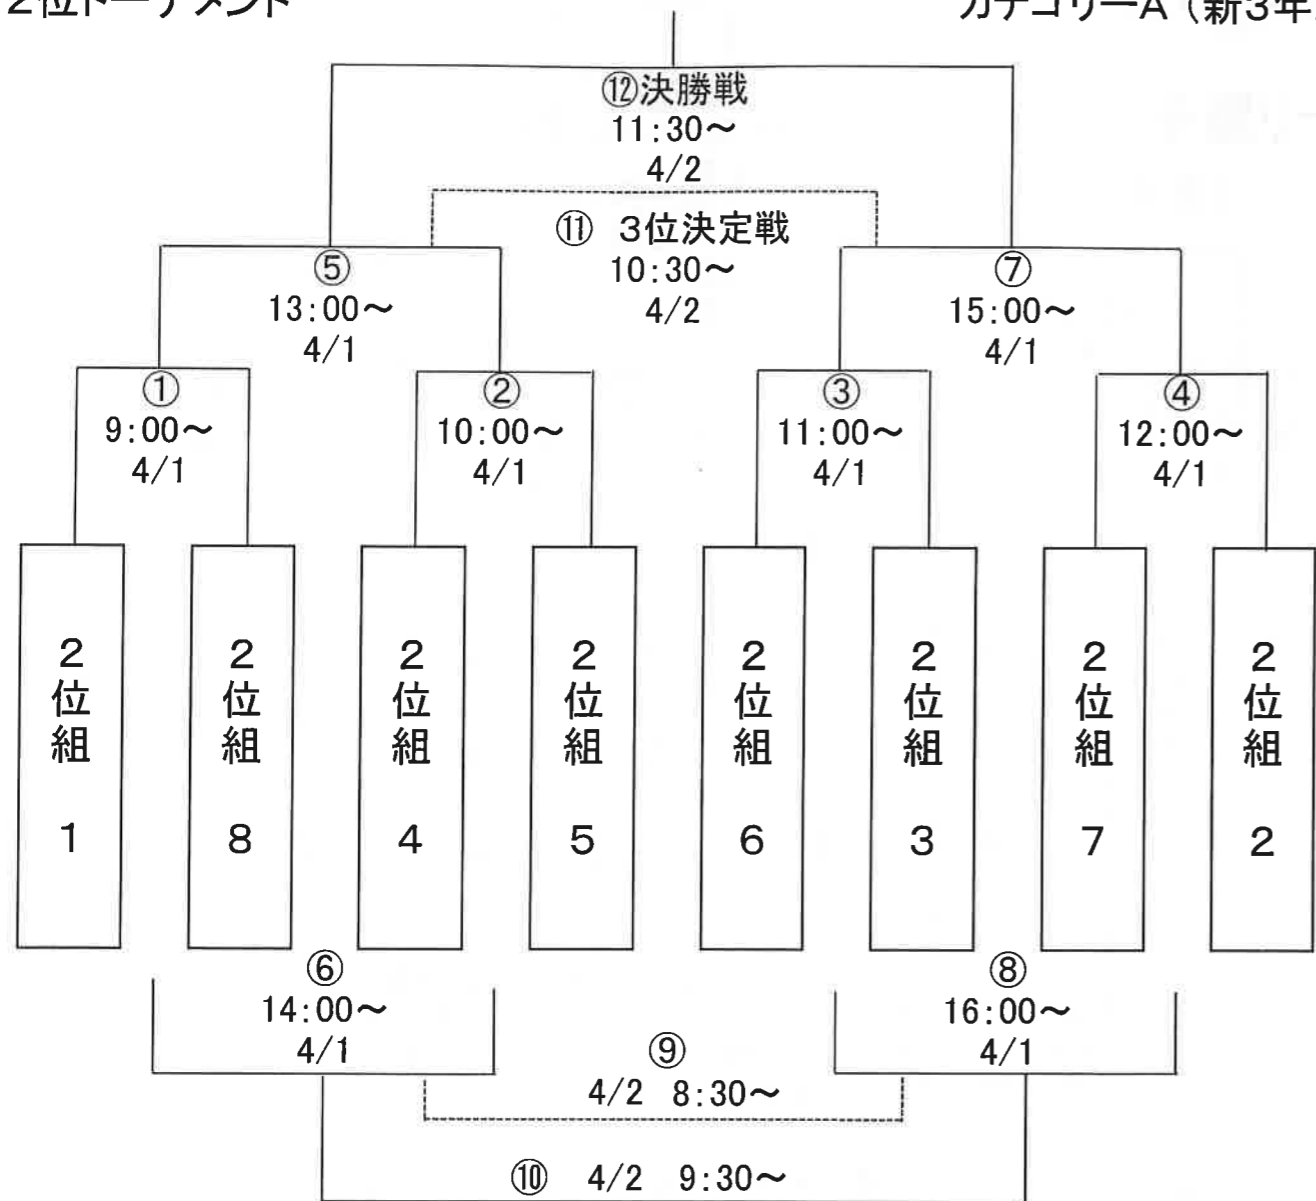 2位トーナメント
カテゴリーA（新3年
⑫決勝戦
11:30～
4/2
⑪ 3位決定戦
10:30～
4/2
⑤
13:00～
4/1
⑦
15:00～
4/1
①
9:00～
4/1
②
10:00～
4/1
③
11:00～
4/1
④
12:00～
4/1
2位組 1
2位組 8
2位組 4
2位組 5
2位組 6
2位組 3
2位組 7
2位組 2
⑥
14:00～
4/1
⑧
16:00～
4/1
⑨
4/2 8:30～
⑩ 4/2 9:30～